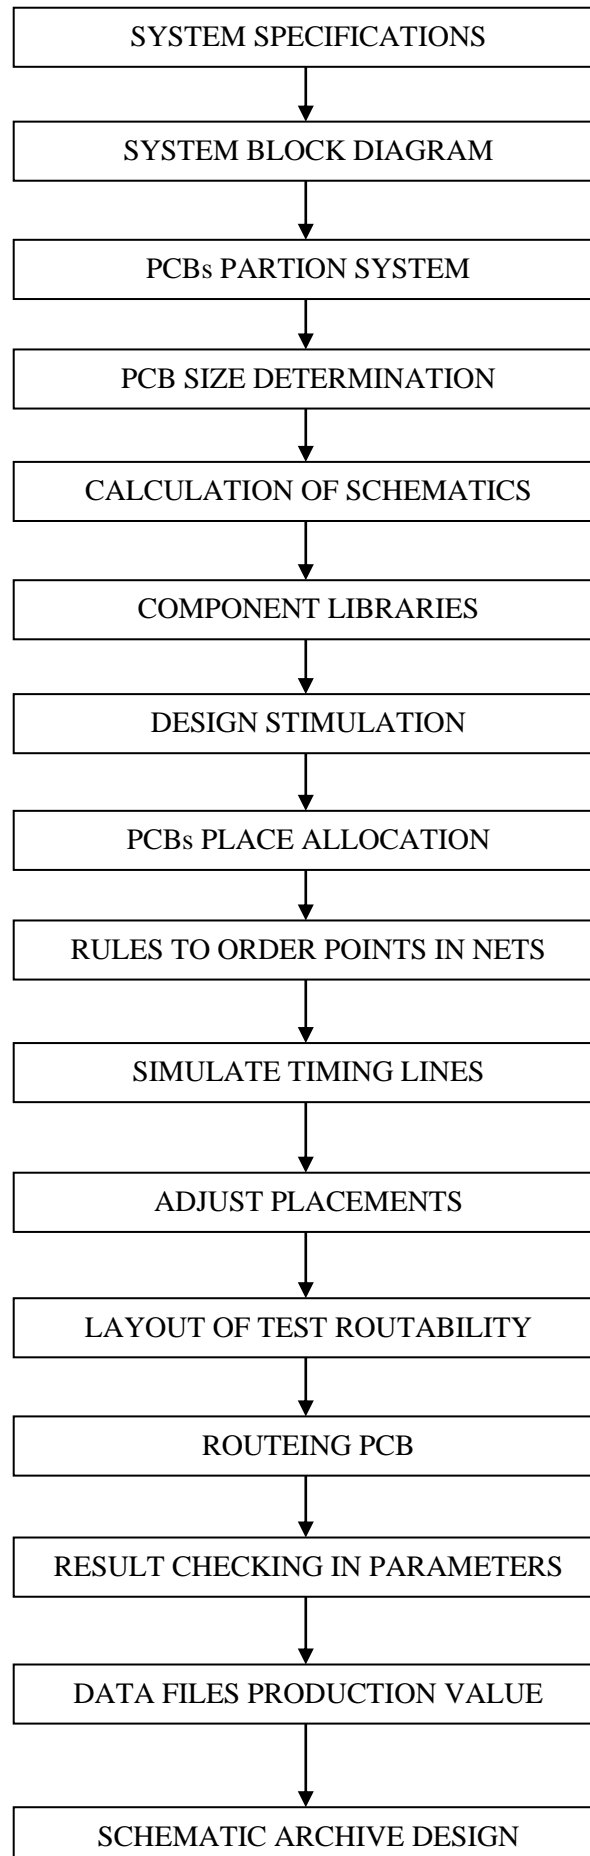 SYSTEM SPECIFICATIONS
SYSTEM BLOCK DIAGRAM
PCBs PARTION SYSTEM
PCB SIZE DETERMINATION
CALCULATION OF SCHEMATICS
COMPONENT LIBRARIES
DESIGN STIMULATION
PCBs PLACE ALLOCATION
RULES TO ORDER POINTS IN NETS
SIMULATE TIMING LINES
ADJUST PLACEMENTS
LAYOUT OF TEST ROUTABILITY
ROUTEING PCB
RESULT CHECKING IN PARAMETERS
DATA FILES PRODUCTION VALUE
SCHEMATIC ARCHIVE DESIGN